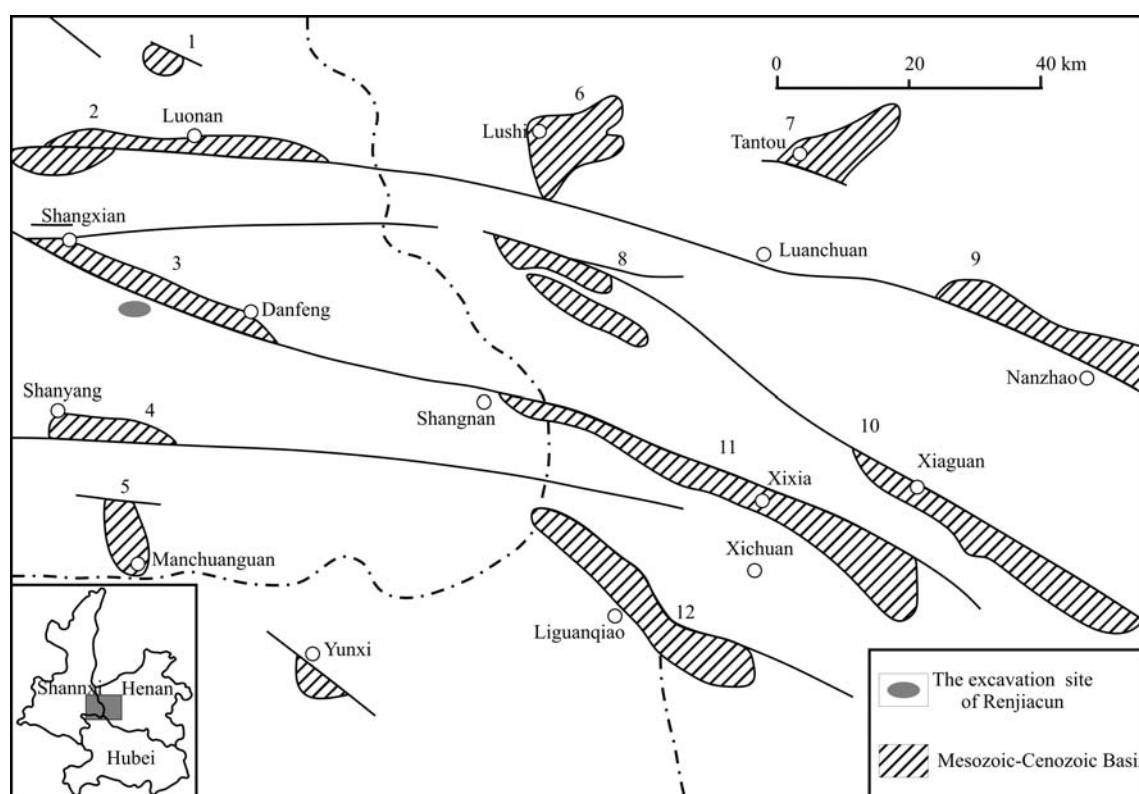 1
0 20 40 km
2
Luonan
6
Lushi
7
Tantou
Shangxian
3
8
Luanchuan
9
Danfeng
Nanzhao
Shanyang
4
Shangnan
10
11
Xiaguan
Xixia
5
Manchuanguan
Xichuan
Liguanqiao
12
Yunxi
Shannxi Henan
Hubei
The excavation site
of Renjiacun
Mesozoic-Cenozoic Basin